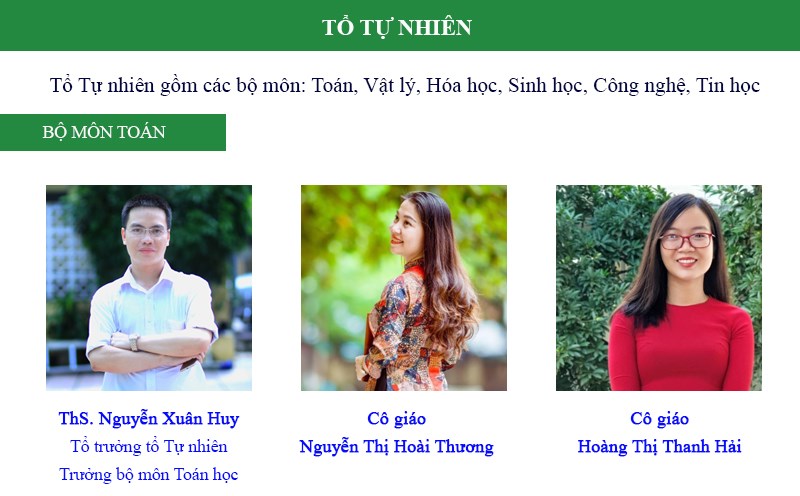 TỔ TỰ NHIÊN
Tổ Tự nhiên gồm các bộ môn: Toán, Vật lý, Hóa học, Sinh học, Công nghệ, Tin học
BỘ MÔN TOÁN
ThS. Nguyễn Xuân Huy
Tổ trưởng tổ Tự nhiên
Trưởng bộ môn Toán học
Cô giáo
Nguyễn Thị Hoài Thương
Cô giáo
Hoàng Thị Thanh Hải